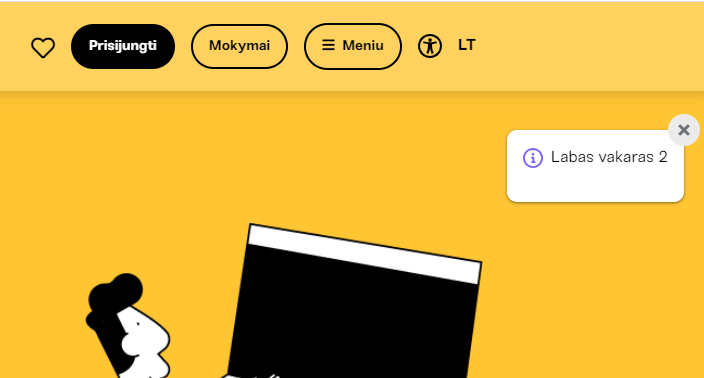 Prisijungti
Mokymai
Meniu
LT
Labas vakaras 2